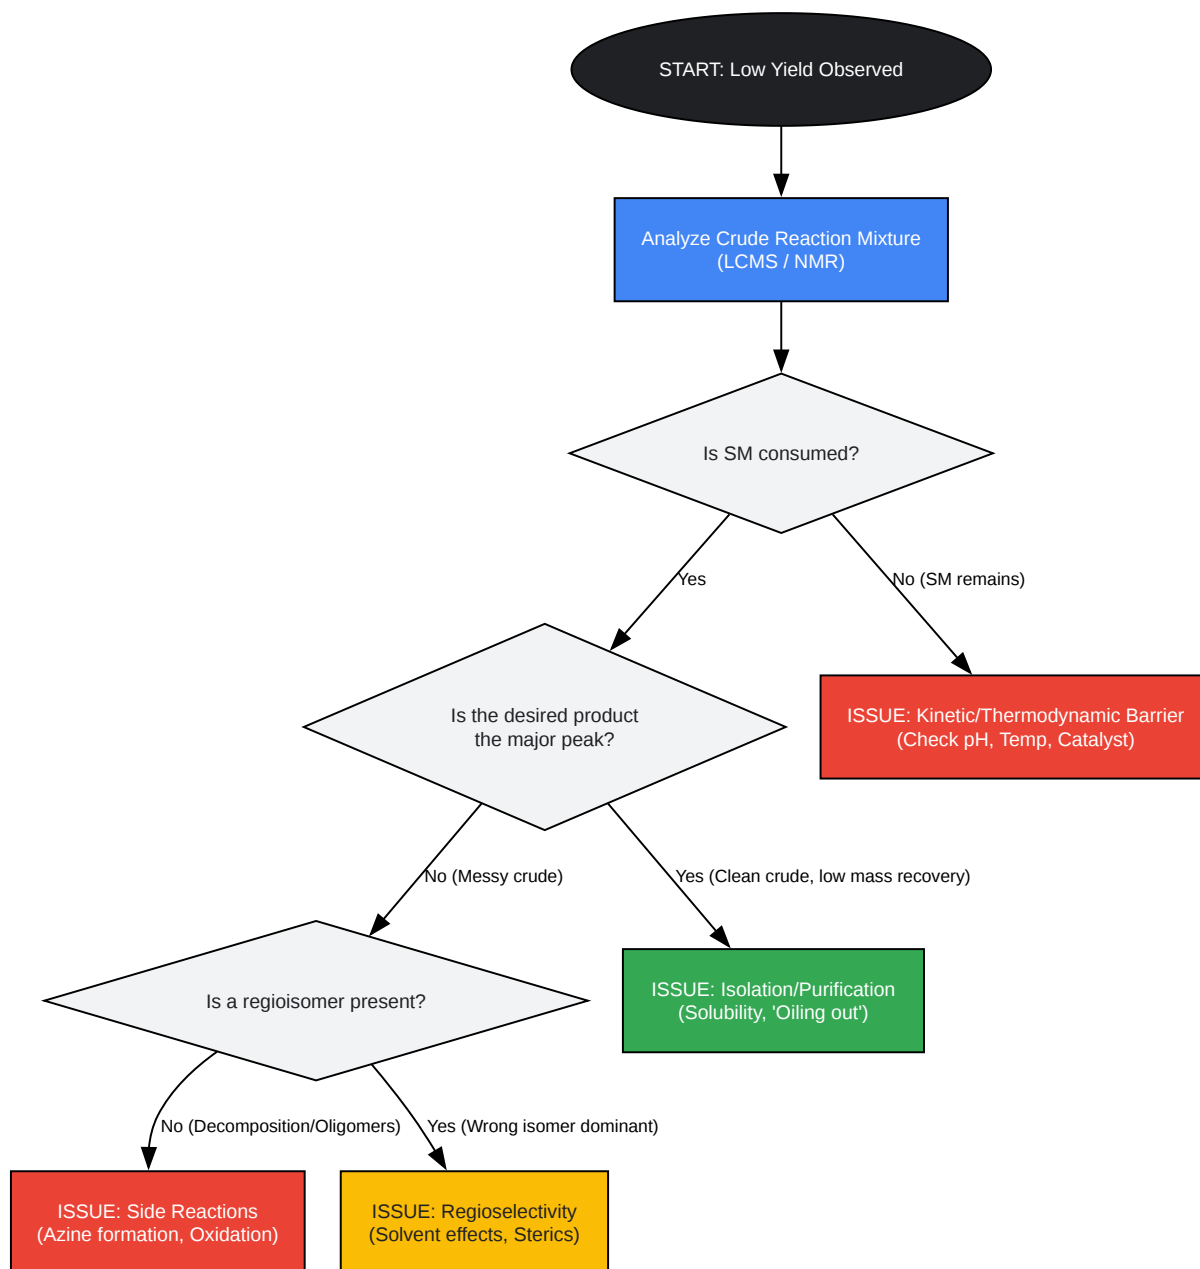 START: Low Yield Observed
Analyze Crude Reaction Mixture
(LCMS / NMR)
Is SM consumed?
Yes
No (SM remains)
Is the desired product
the major peak?
ISSUE: Kinetic/Thermodynamic Barrier
(Check pH, Temp, Catalyst)
No (Messy crude)
Yes (Clean crude, low mass recovery)
Is a regioisomer present?
ISSUE: Isolation/Purification
(Solubility, 'Oiling out')
No (Decomposition/Oligomers)
Yes (Wrong isomer dominant)
ISSUE: Side Reactions
(Azine formation, Oxidation)
ISSUE: Regioselectivity
(Solvent effects, Sterics)